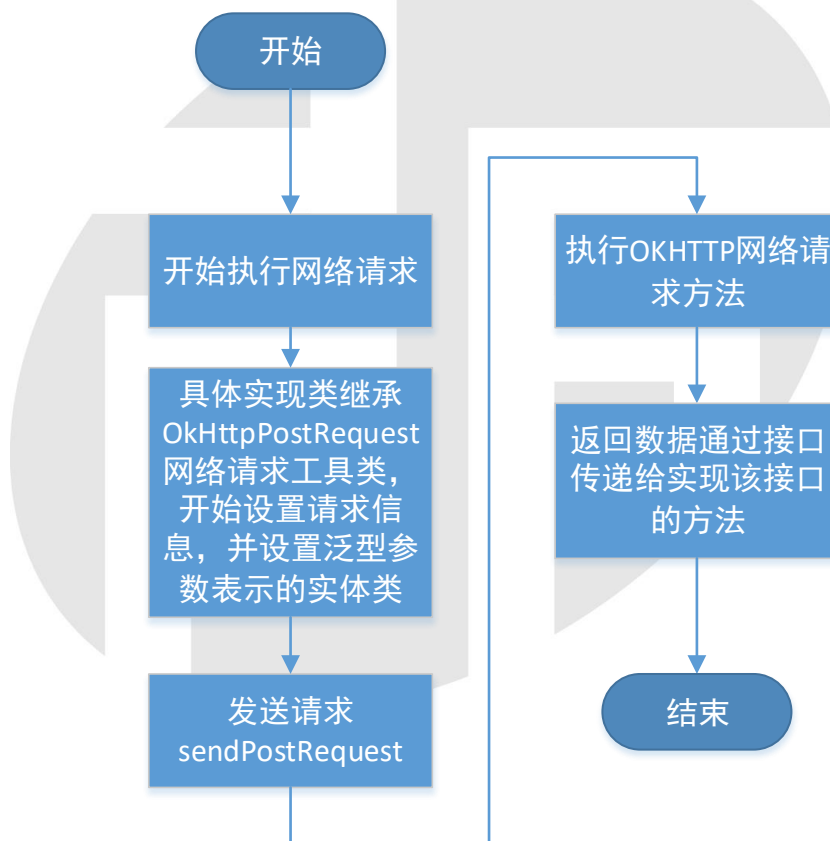 开始
开始执行网络请求
具体实现类继承
OkHttpPostRequest
网络请求工具类，
开始设置请求信
息，并设置泛型参
数表示的实体类
发送请求
sendPostRequest
执行OKHTTP网络请
求方法
返回数据通过接口
传递给实现该接口
的方法
结束